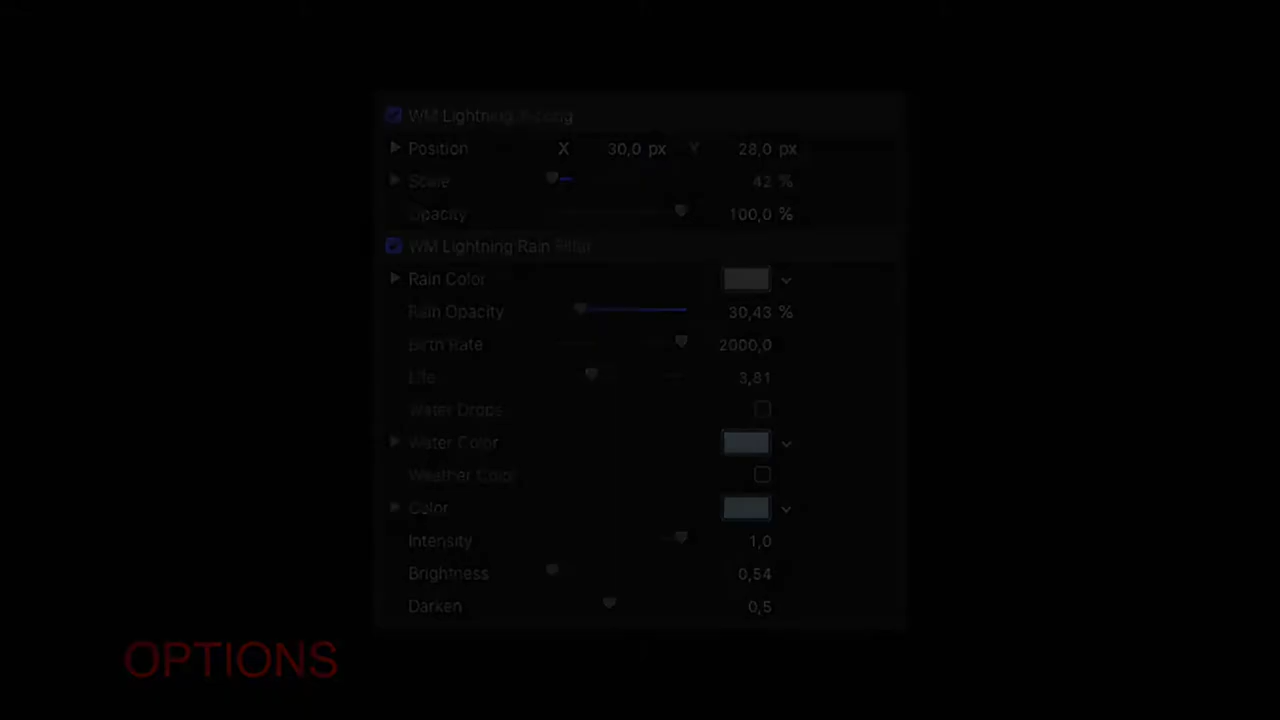 WM Lightning
Position X 30,0 px Y 28,0 px
Scale 42 %
Opacity 100,0 %
WM Lightning Rain Filter
Rain Color
Rain Opacity 30,43 %
Birth Rate 2000,0
Life 3,81
Water Drops
Water Color
Weather Color
Color
Intensity 1,0
Brightness 0,54
Darken 0,5
OPTIONS